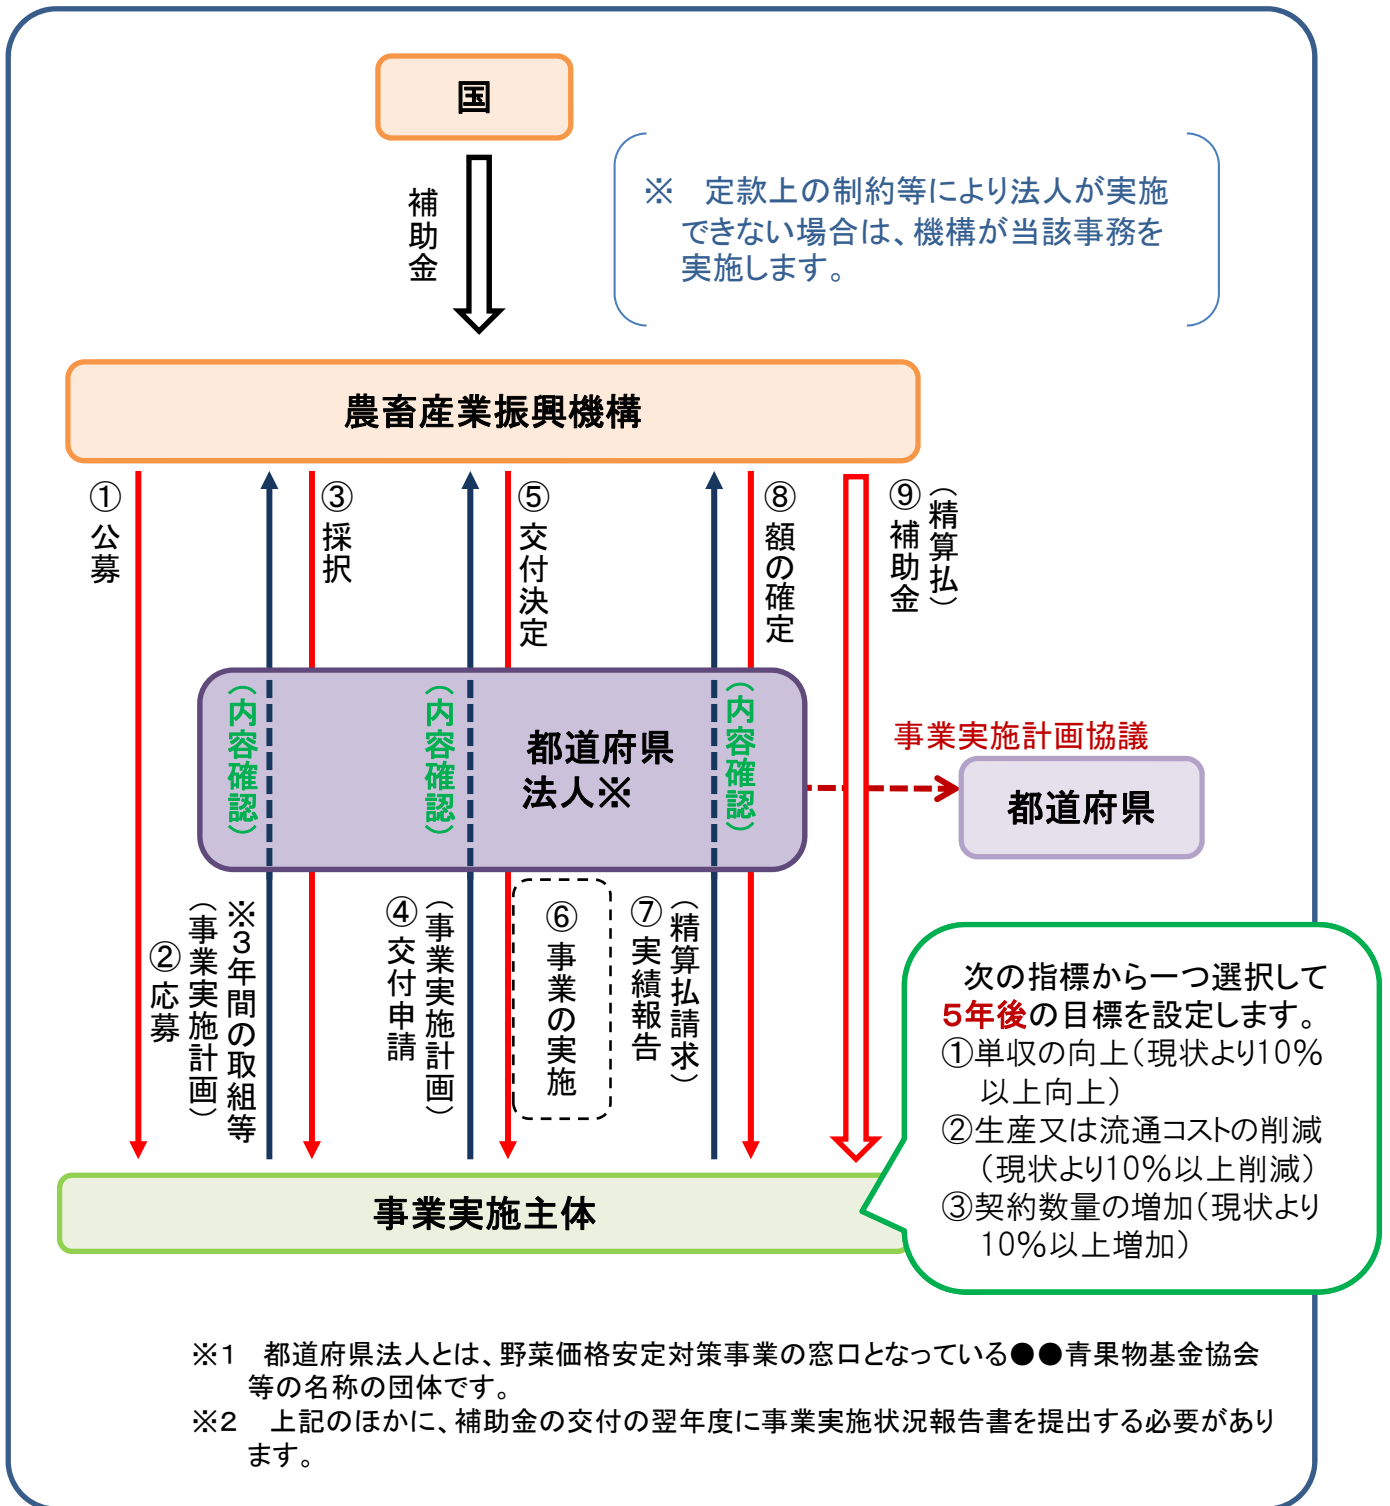 国
補助金
※　定款上の制約等により法人が実施
できない場合は、機構が当該事務を
実施します。
農畜産業振興機構
①公募
③採択
⑤交付決定
⑧額の確定
⑨補助金
（精算払）
（内容確認）
（内容確認）
都道府県
法人※
（内容確認）
事業実施計画協議
都道府県
②応募
（事業実施計画）
※３年間の取組等
④交付申請
（事業実施計画）
⑥事業の実施
⑦実績報告
（精算払請求）
次の指標から一つ選択して
５年後の目標を設定します。
①単収の向上（現状より10％
以上向上）
②生産又は流通コストの削減
（現状より10％以上削減）
③契約数量の増加（現状より
10％以上増加）
事業実施主体
※１　都道府県法人とは、野菜価格安定対策事業の窓口となっている●●青果物基金協会
等の名称の団体です。
※２　上記のほかに、補助金の交付の翌年度に事業実施状況報告書を提出する必要があり
ます。